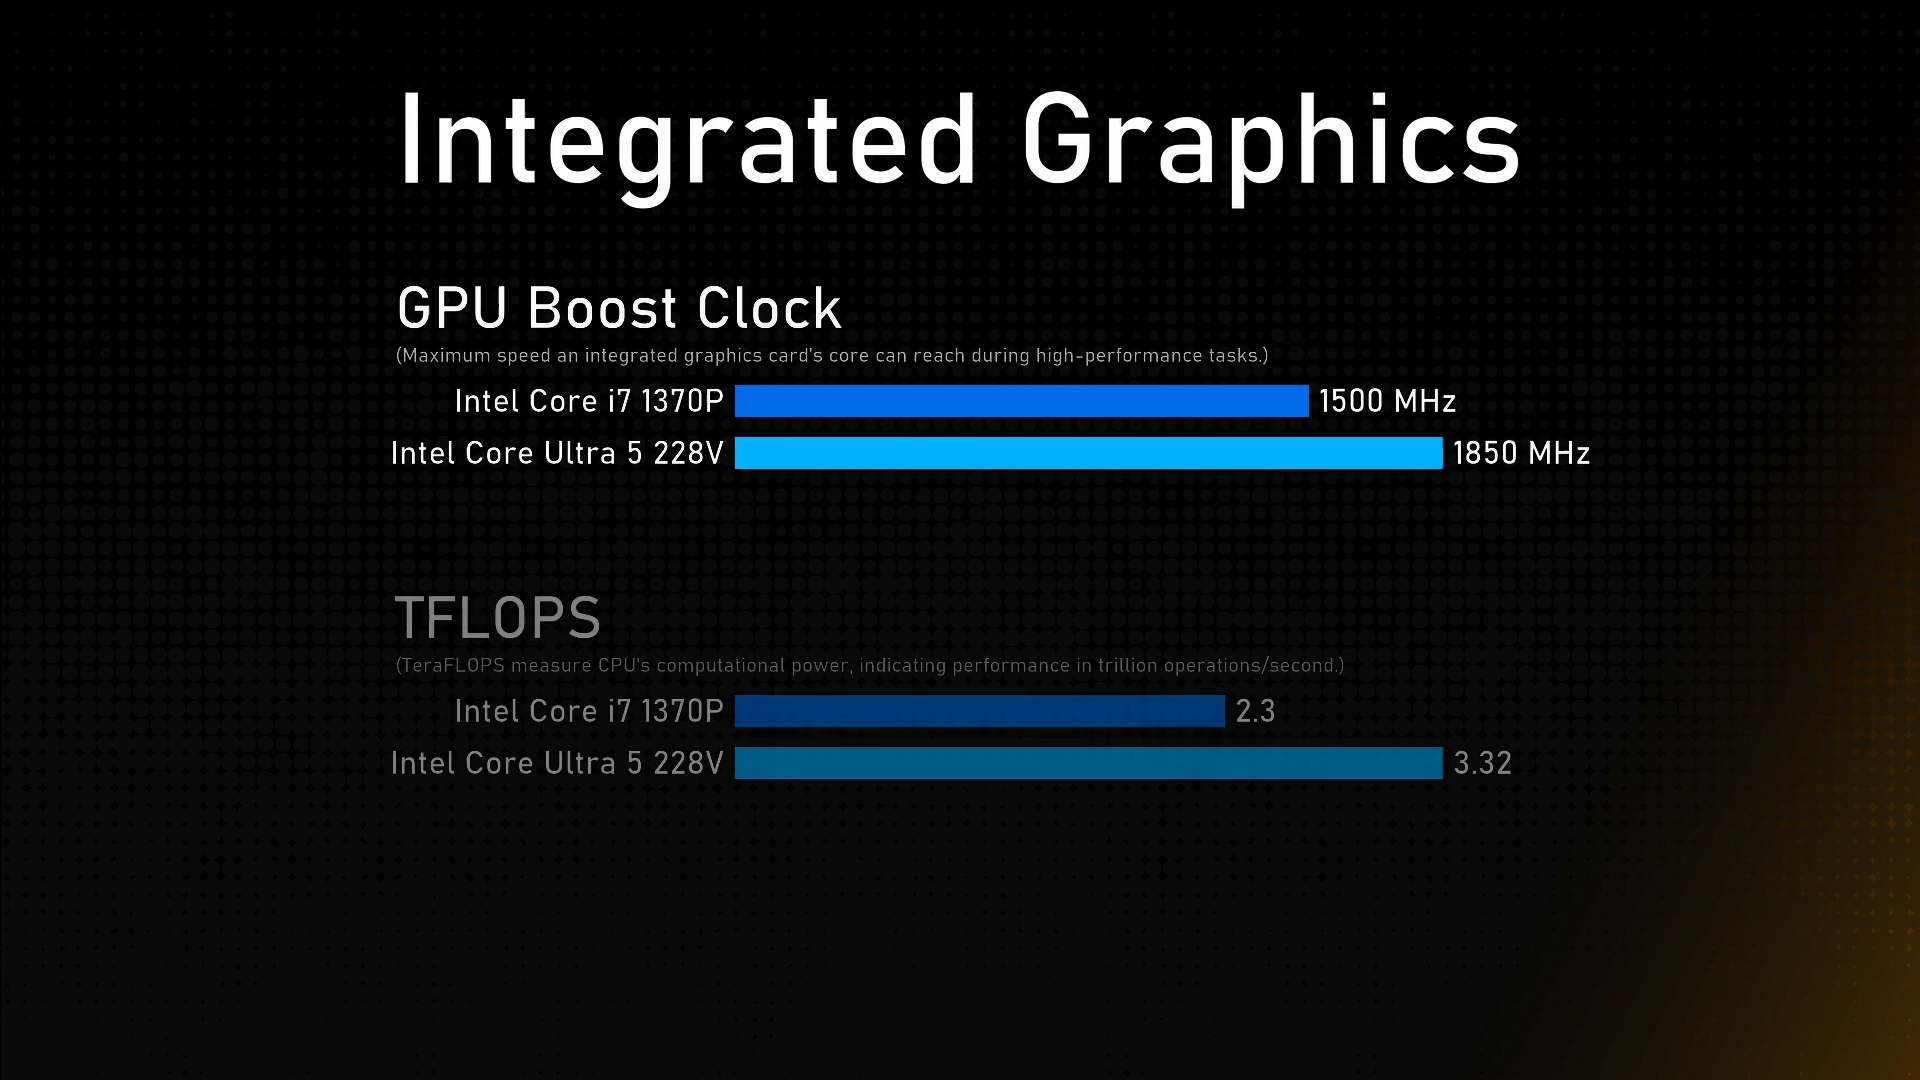 Integrated Graphics
GPU Boost Clock
(Maximum speed an integrated graphics card's core can reach during high-performance tasks.)
Intel Core i7 1370P 1500 MHz
Intel Core Ultra 5 228V 1850 MHz
TFLOPS
(TeraFLOPS measure CPU's computational power, indicating performance in trillion operations/second.)
Intel Core i7 1370P 2.3
Intel Core Ultra 5 228V 3.32